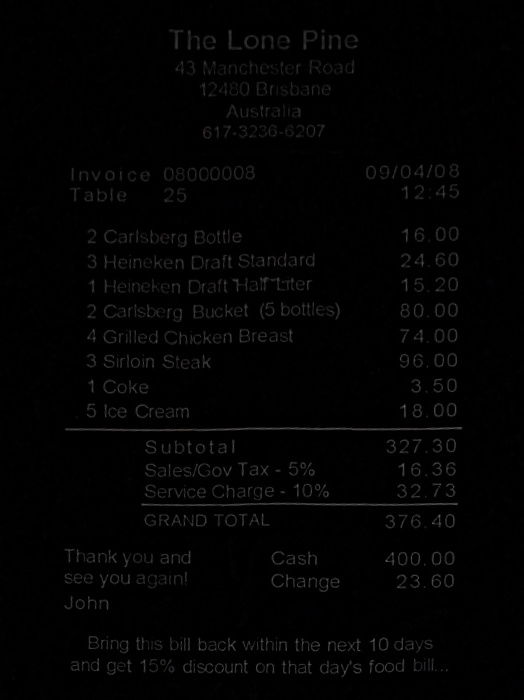 The Lone Pine
43 Manchester Road
12480 Brisbane
Australia
617-3236-6207
Invoice 08000008 09/04/08
Table 25 12:45
2 Carlsberg Bottle 16.00
3 Heineken Draft Standard 24.60
1 Heineken Draft Half Liter 15.20
2 Carlsberg Bucket (5 bottles) 80.00
4 Grilled Chicken Breast 74.00
3 Sirloin Steak 96.00
1 Coke 3.50
5 Ice Cream 18.00
Subtotal 327.30
Sales/Gov Tax - 5% 16.36
Service Charge - 10% 32.73
GRAND TOTAL 376.40
Thank you and Cash 400.00
see you again! Change 23.60
John
Bring this bill back within the next 10 days
and get 15% discount on that day's food bill...